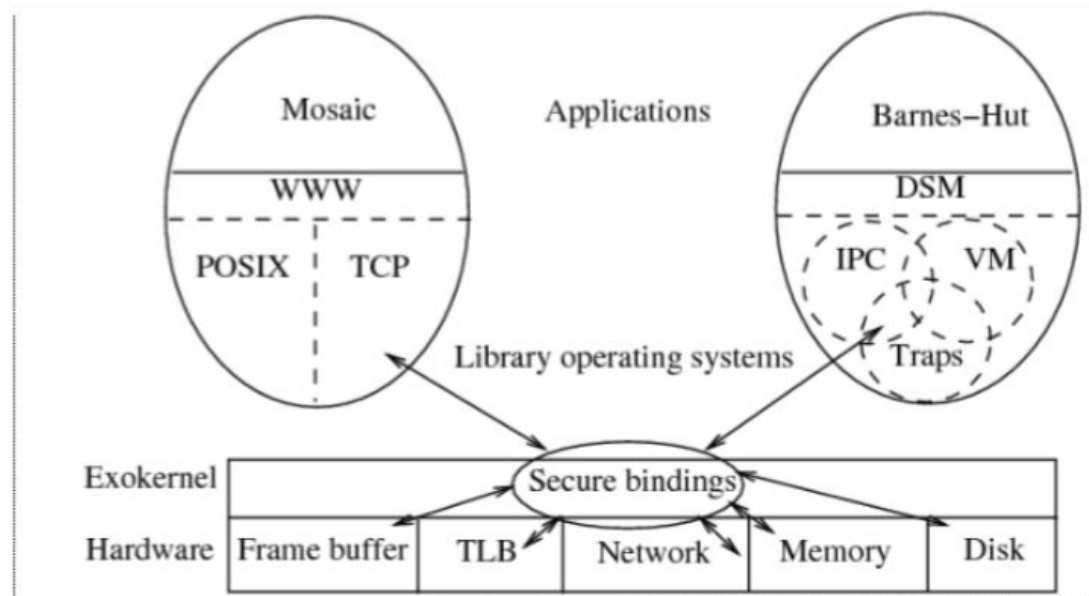 Mosaic
Applications
Barnes–Hut
WWW
DSM
POSIX
TCP
IPC
VM
Library operating systems
Traps
Exokernel
Secure bindings
Hardware
Frame buffer
TLB
Network
Memory
Disk